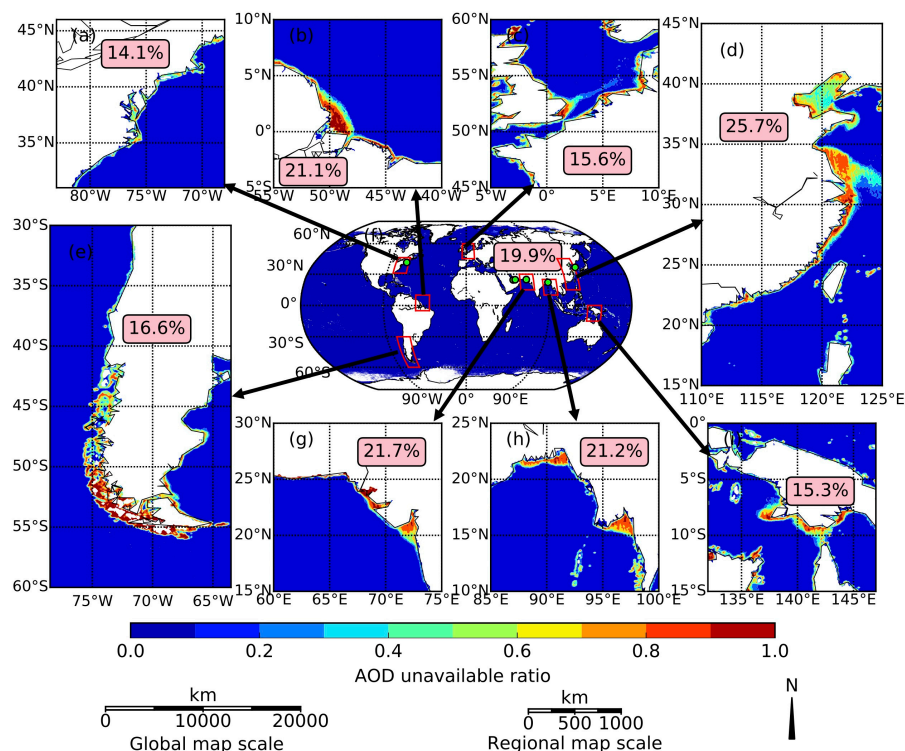 (a)
14.1%
45°N
40°N
35°N
80°W 75°W 70°W
(b)
21.1%
10°N
5°N
0°
5°S
55°W 50°W 45°W 40°W
(c)
15.6%
60°N
55°N
50°N
45°N
5°W 0°E 5°E 10°E
(d)
25.7%
45°N
40°N
35°N
30°N
25°N
20°N
15°N
110°E 115°E 120°E 125°E
(e)
16.6%
30°S
35°S
40°S
45°S
50°S
55°S
60°S
75°W 70°W 65°W
(f)
19.9%
60°N
30°N
0°
30°S
60°S
90°W 0° 90°E
(g)
21.7%
30°N
25°N
20°N
15°N
60°E 65°E 70°E 75°E
(h)
21.2%
25°N
20°N
15°N
10°N
85°E 90°E 95°E 100°E
15.3%
0°
5°S
10°S
15°S
135°E 140°E 145°E
0.0 0.2 0.4 0.6 0.8 1.0
AOD unavailable ratio
km
0 10000 20000
Global map scale
km
0 500 1000
Regional map scale
N